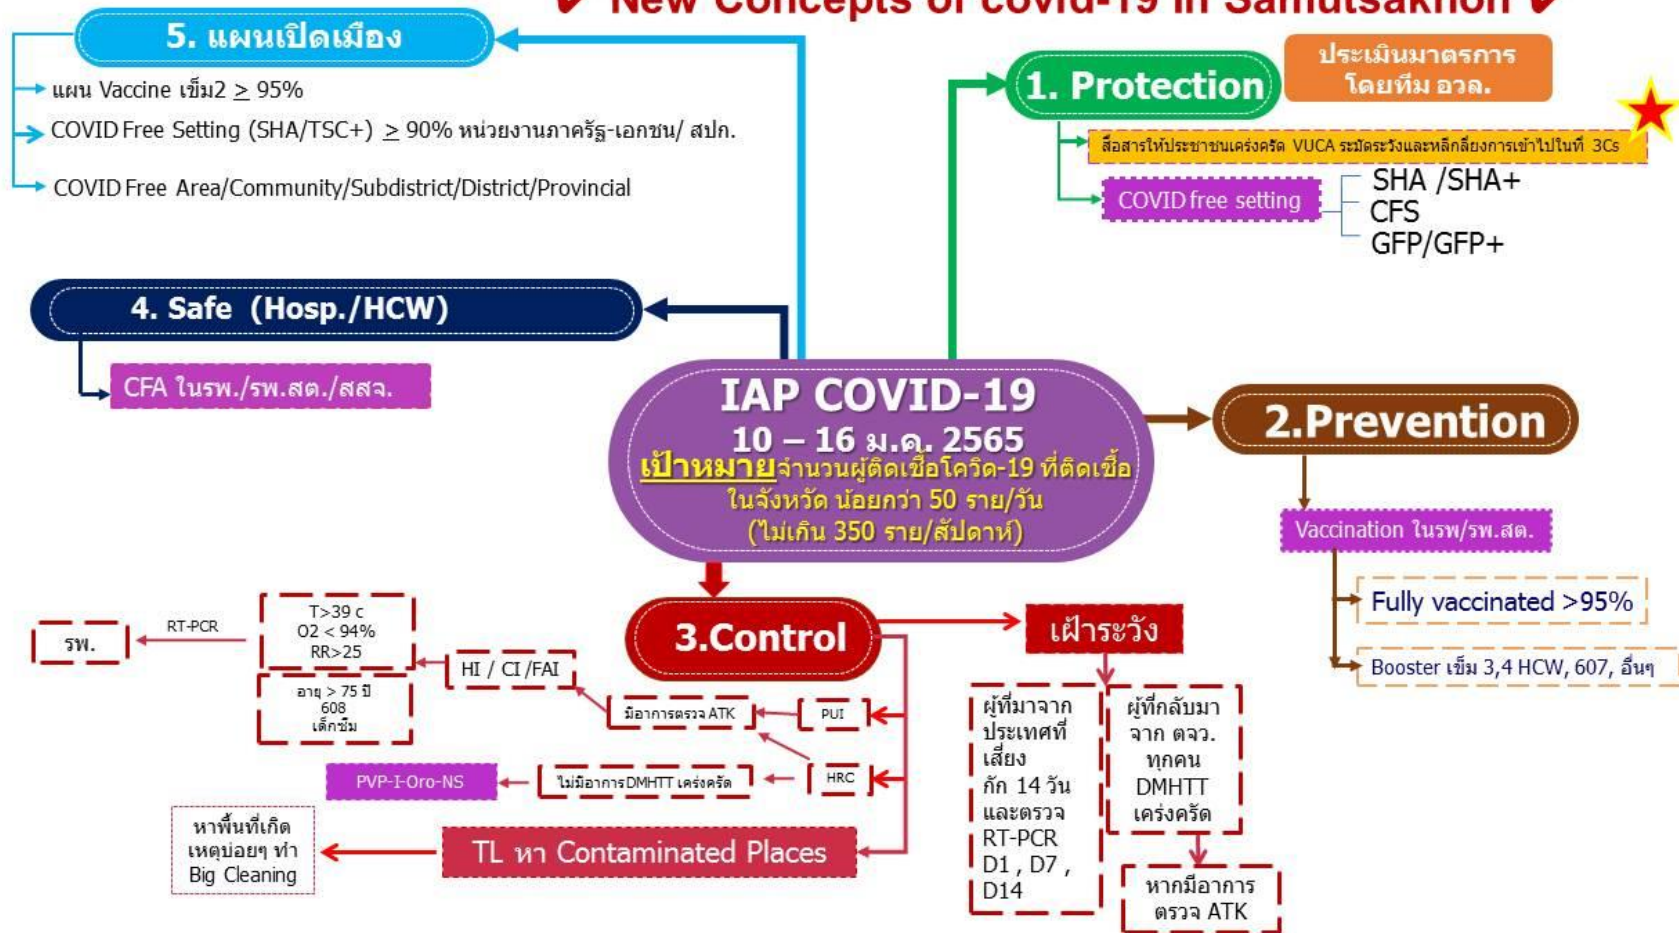 ✔ New Concepts of covid-19 in Samutsakhon ✔
5. แผนเปิดเมือง
แผน Vaccine เข็ม2 ≥ 95%
COVID Free Setting (SHA/TSC+) ≥ 90% หน่วยงานภาครัฐ-เอกชน/ สปก.
COVID Free Area/Community/Subdistrict/District/Provincial
1. Protection
ประเมินมาตรการ
โดยทีม อวล.
สื่อสารให้ประชาชนเคร่งครัด VUCA ระมัดระวังและหลีกลี่ยงการเข้าไปในที่ 3Cs
COVID free setting
SHA /SHA+
CFS
GFP/GFP+
4. Safe (Hosp./HCW)
CFA ในรพ./รพ.สต./สสจ.
IAP COVID-19
10 – 16 ม.ค. 2565
เป้าหมายจำนวนผู้ติดเชื้อโควิด-19 ที่ติดเชื้อ
ในจังหวัด น้อยกว่า 50 ราย/วัน
(ไม่เกิน 350 ราย/สัปดาห์)
2.Prevention
Vaccination ในรพ/รพ.สต.
Fully vaccinated >95%
Booster เข็ม 3,4 HCW, 607, อื่นๆ
3.Control
รพ.
RT-PCR
T>39 c
O2 < 94%
RR>25
อายุ > 75 ปี
608
เด็กซึม
HI / CI /FAI
มีอาการตรวจ ATK
PUI
HRC
ไม่มีอาการDMHTT เคร่งครัด
PVP-I-Oro-NS
TL หา Contaminated Places
หาพื้นที่เกิด
เหตุบ่อยๆ ทำ
Big Cleaning
เฝ้าระวัง
ผู้ที่มาจาก
ประเทศที่
เสี่ยง
กัก 14 วัน
และตรวจ
RT-PCR
D1 , D7 ,
D14
ผู้ที่กลับมา
จาก ตจว.
ทุกคน
DMHTT
เคร่งครัด
หากมีอาการ
ตรวจ ATK